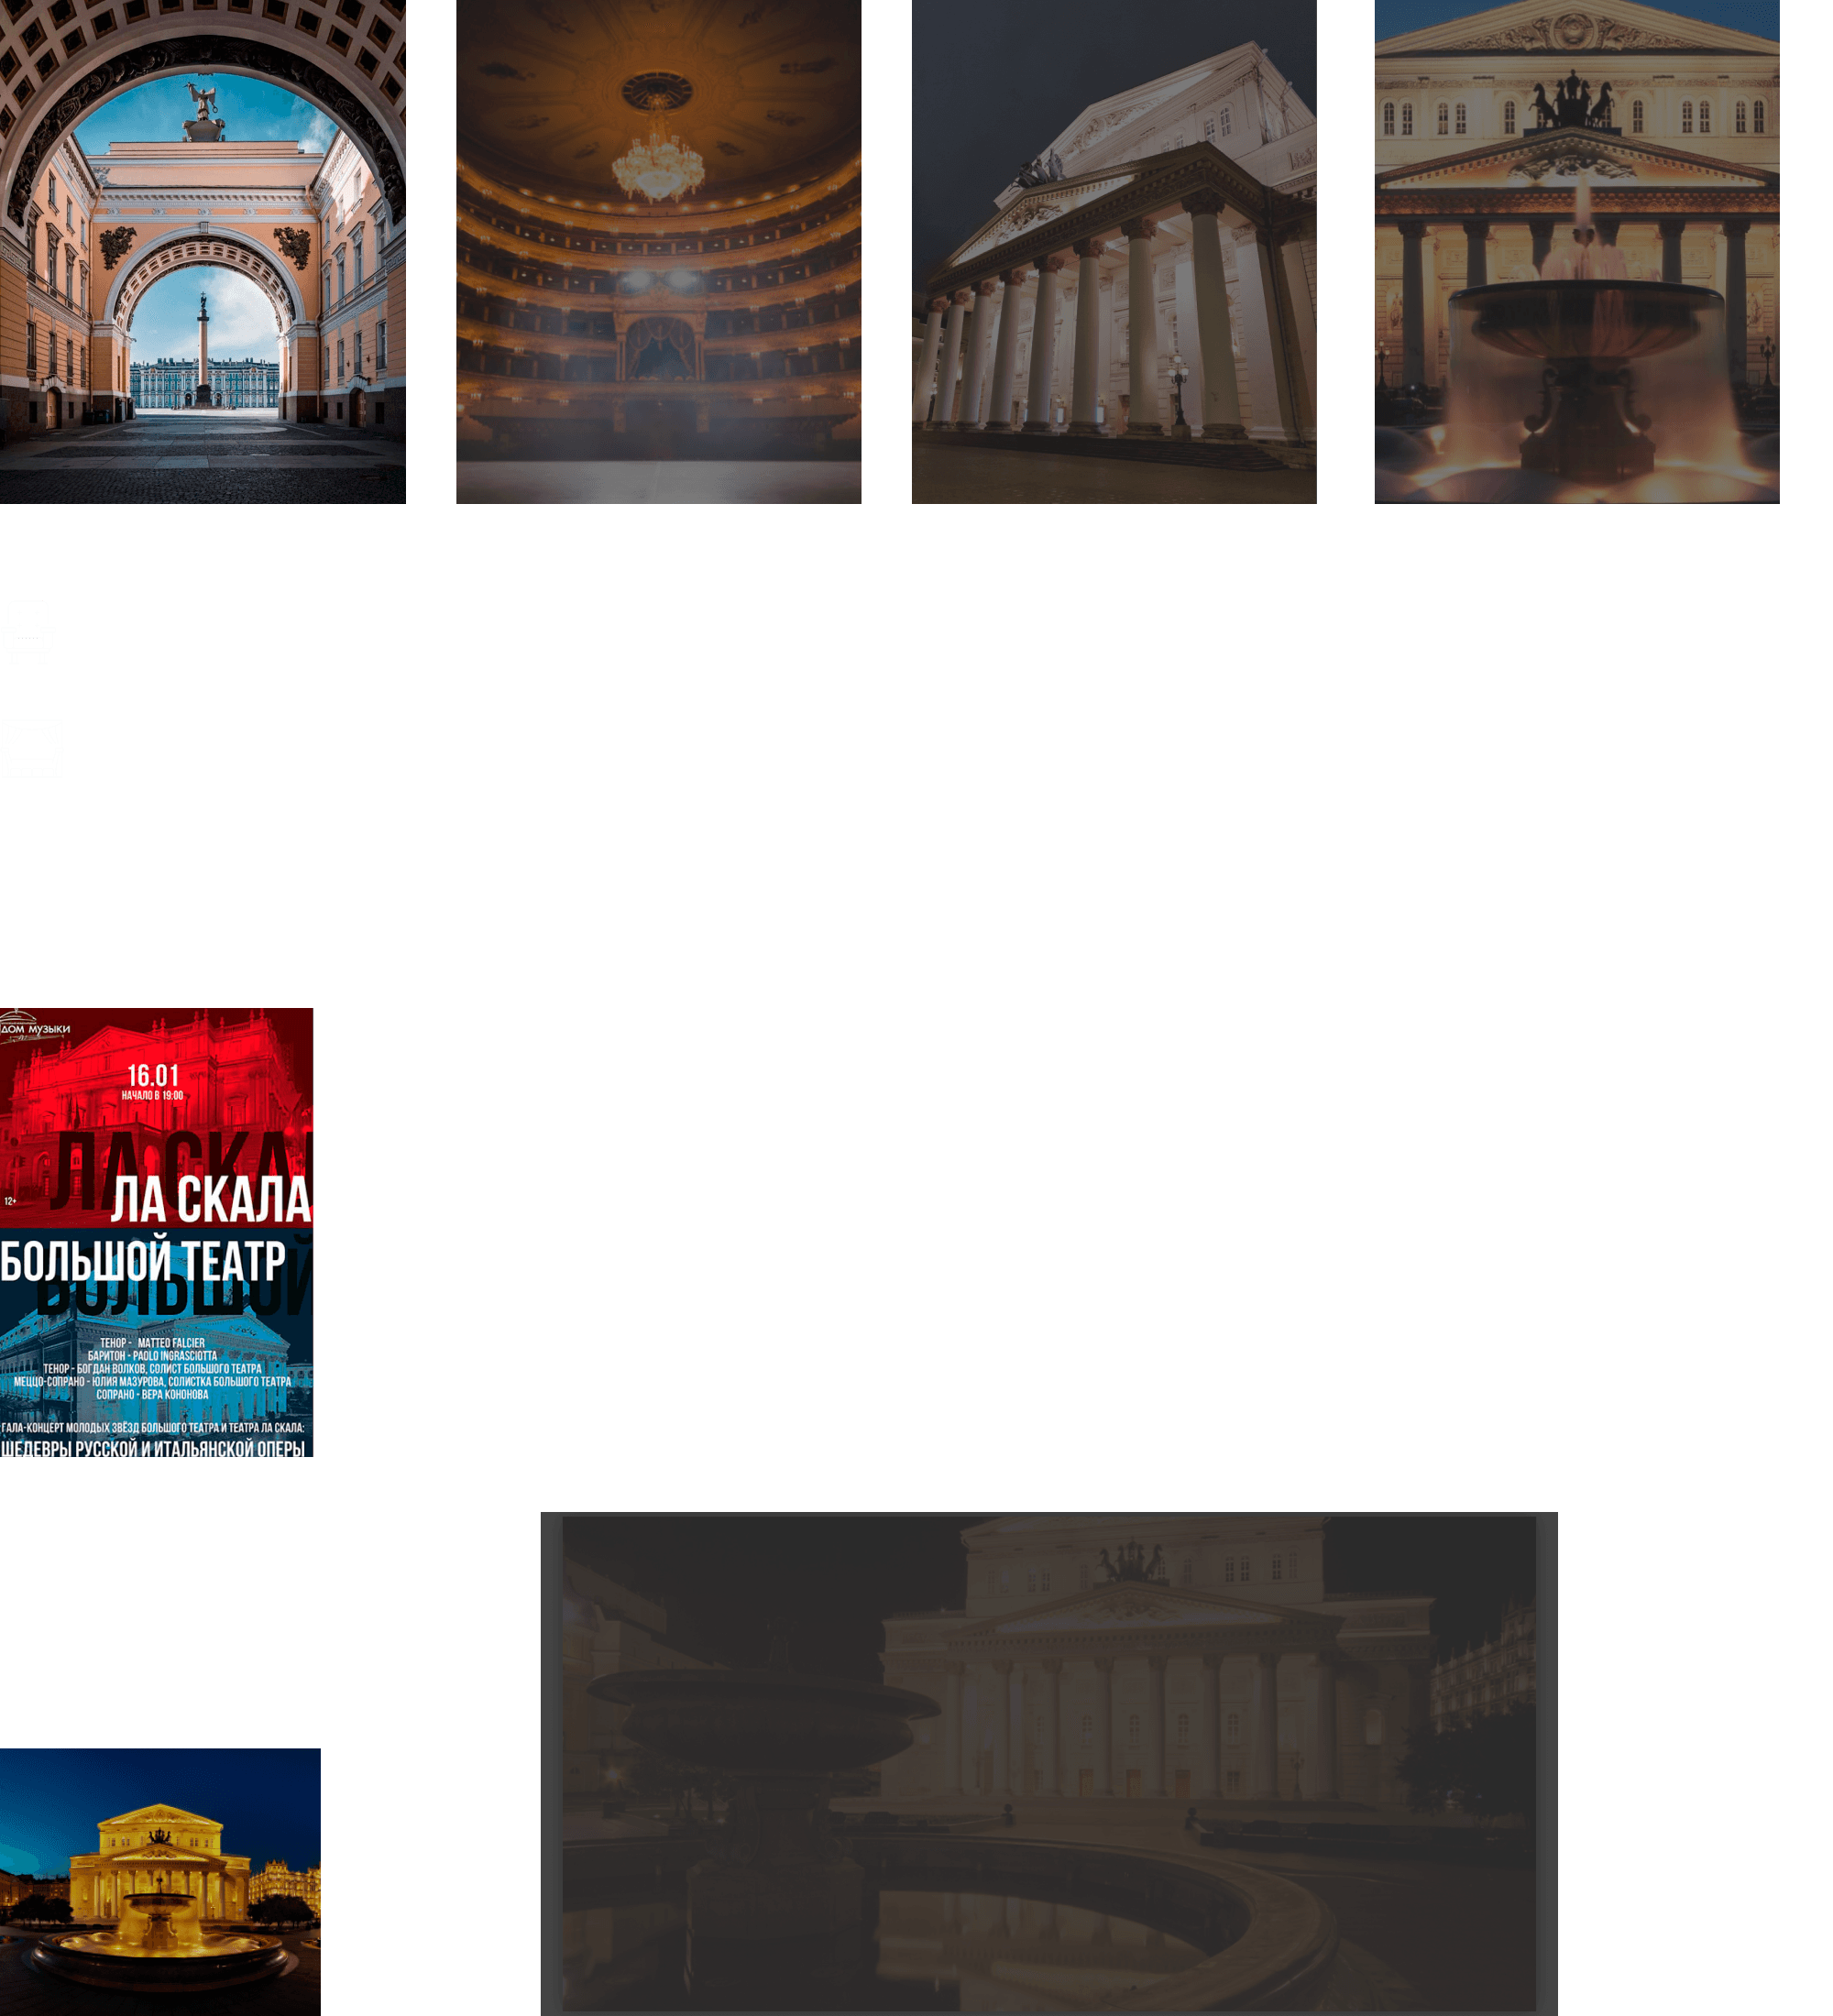 ДОМ МУЗЫКИ
16.01
НАЧАЛО В 19:00
ЛА СКА
ЛА СКАЛА
12+
БОЛЬШОЙ ТЕАТР
БОЛЬШОЙ
ТЕНОР - MATTEO FALCIER
БАРИТОН - PAOLO INGRASCIOTTA
ТЕНОР - БОГДАН ВОЛКОВ, СОЛИСТ БОЛЬШОГО ТЕАТРА
МЕЦЦО-СОПРАНО - ЮЛИЯ МАЗУРОВА, СОЛИСТКА БОЛЬШОГО ТЕАТРА
СОПРАНО - ВЕРА КОНОНОВА
ГАЛА-КОНЦЕРТ МОЛОДЫХ ЗВЁЗД БОЛЬШОГО ТЕАТРА И ТЕАТРА ЛА СКАЛА:
ШЕДЕВРЫ РУССКОЙ И ИТАЛЬЯНСКОЙ ОПЕРЫ